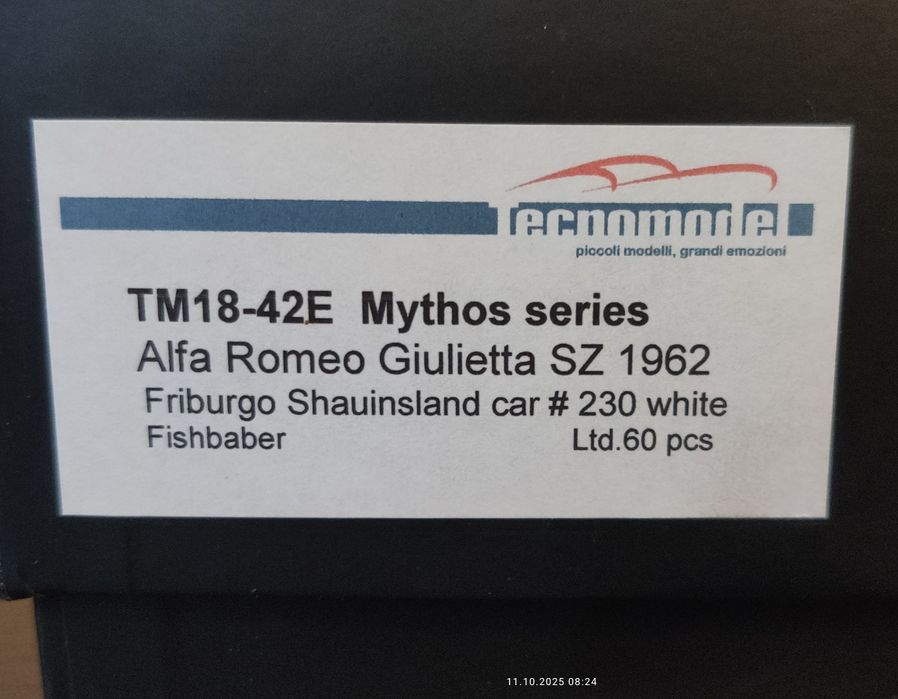 Tecnomodel
piccoli modelli, grandi emozioni
TM18-42E Mythos series
Alfa Romeo Giulietta SZ 1962
Friburgo Shauinsland car # 230 white
Fishbaber Ltd.60 pcs
11.10.2025 08:24